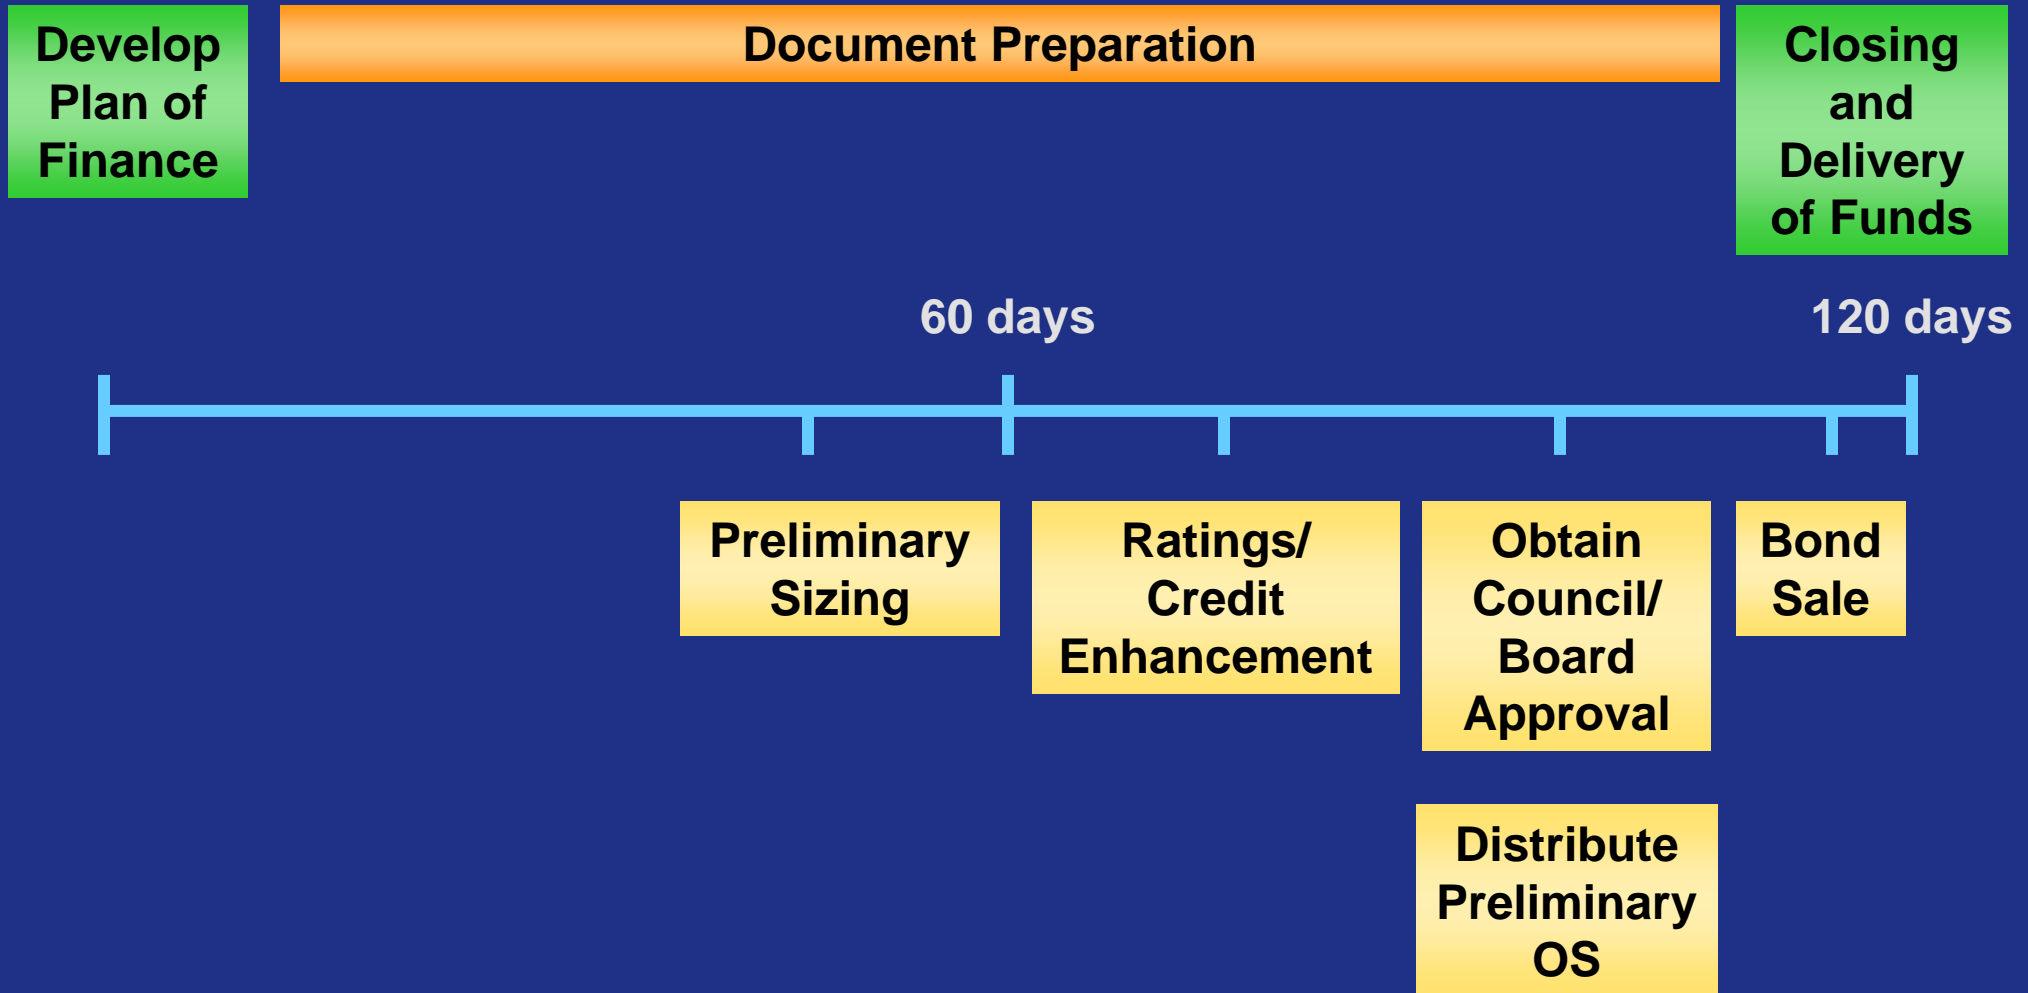 Develop
Plan of
Finance
Document Preparation
Closing
and
Delivery
of Funds
60 days
120 days
Preliminary
Sizing
Ratings/
Credit
Enhancement
Obtain
Council/
Board
Approval
Bond
Sale
Distribute
Preliminary
OS